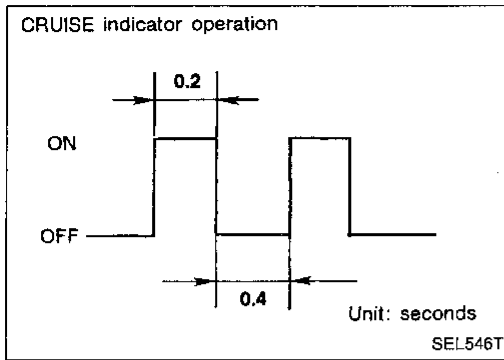 CRUISE indicator operation
0.2
ON
OFF
0.4
Unit: seconds
SEL546T